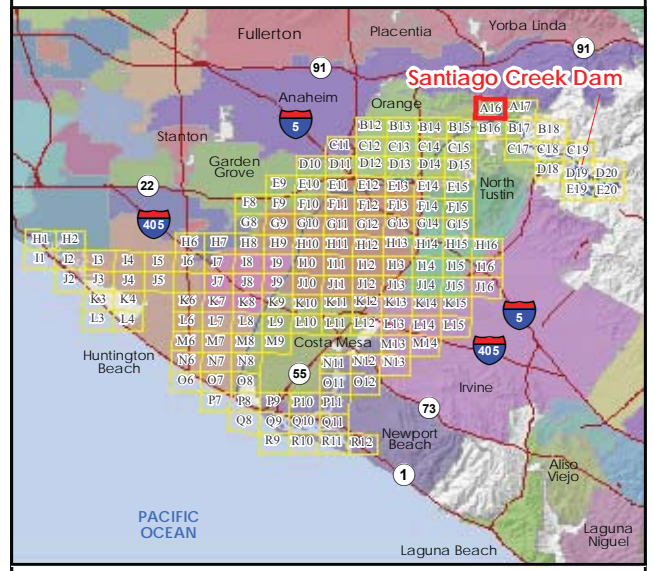 Yorba Linda
Placentia
Fullerton
91
91
Santiago Creek Dam
Anaheim
Orange
A16 A17
5
B12 B13 B14 B15 B16 B17 B18
Stanton
C11 C12 C13 C14 C15 C17 C18 C19
Garden
Grove
D10 D11 D12 D13 D14 D15 D18 D19 D20
North
Tustin
22
E9 E10 E11 E12 E13 E14 E15 E19 E20
F8 F9 F10 F11 F12 F13 F14 F15
405
G8 G9 G10 G11 G12 G13 G14 G15
H1 H2 H6 H7 H8 H9 H10 H11 H12 H13 H14 H15 H16
I1 I2 I3 I4 I5 I6 I7 I8 I9 I10 I11 I12 I13 I14 I15 I16
J2 J3 J4 J5 J7 J8 J9 J10 J11 J12 J13 J14 J15 J16
K3 K4 K6 K7 K8 K9 K10 K11 K12 K13 K14 K15
5
L3 L4 L6 L7 L8 L9 L10 L11 L12 L13 L14 L15
M6 M7 M8 M9 Costa Mesa M13 M14
405
Huntington
Beach
N6 N7 N8 N11 N12 N13
55
O6 O7 O8 O11 O12
Irvine
P7 P8 P9 P10 P11
73
Q8 Q9 Q10 Q11
Newport
Beach
R9 R10 R11 R12
1
Aliso
Viejo
PACIFIC
OCEAN
Laguna
Niguel
Laguna Beach